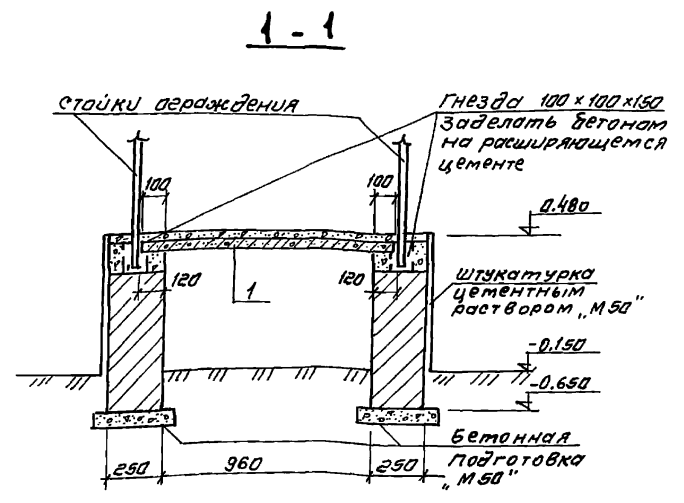 1 - 1
стойки ограждения
Гнезда 100×100×150
заделать бетоном
на расширяющемся
цементе
100
100
0.480
120
120
1
штукатурка
цементным
раствором „М50"
-0.150
-0.650
Бетонная
подготовка
„М50"
250
960
250